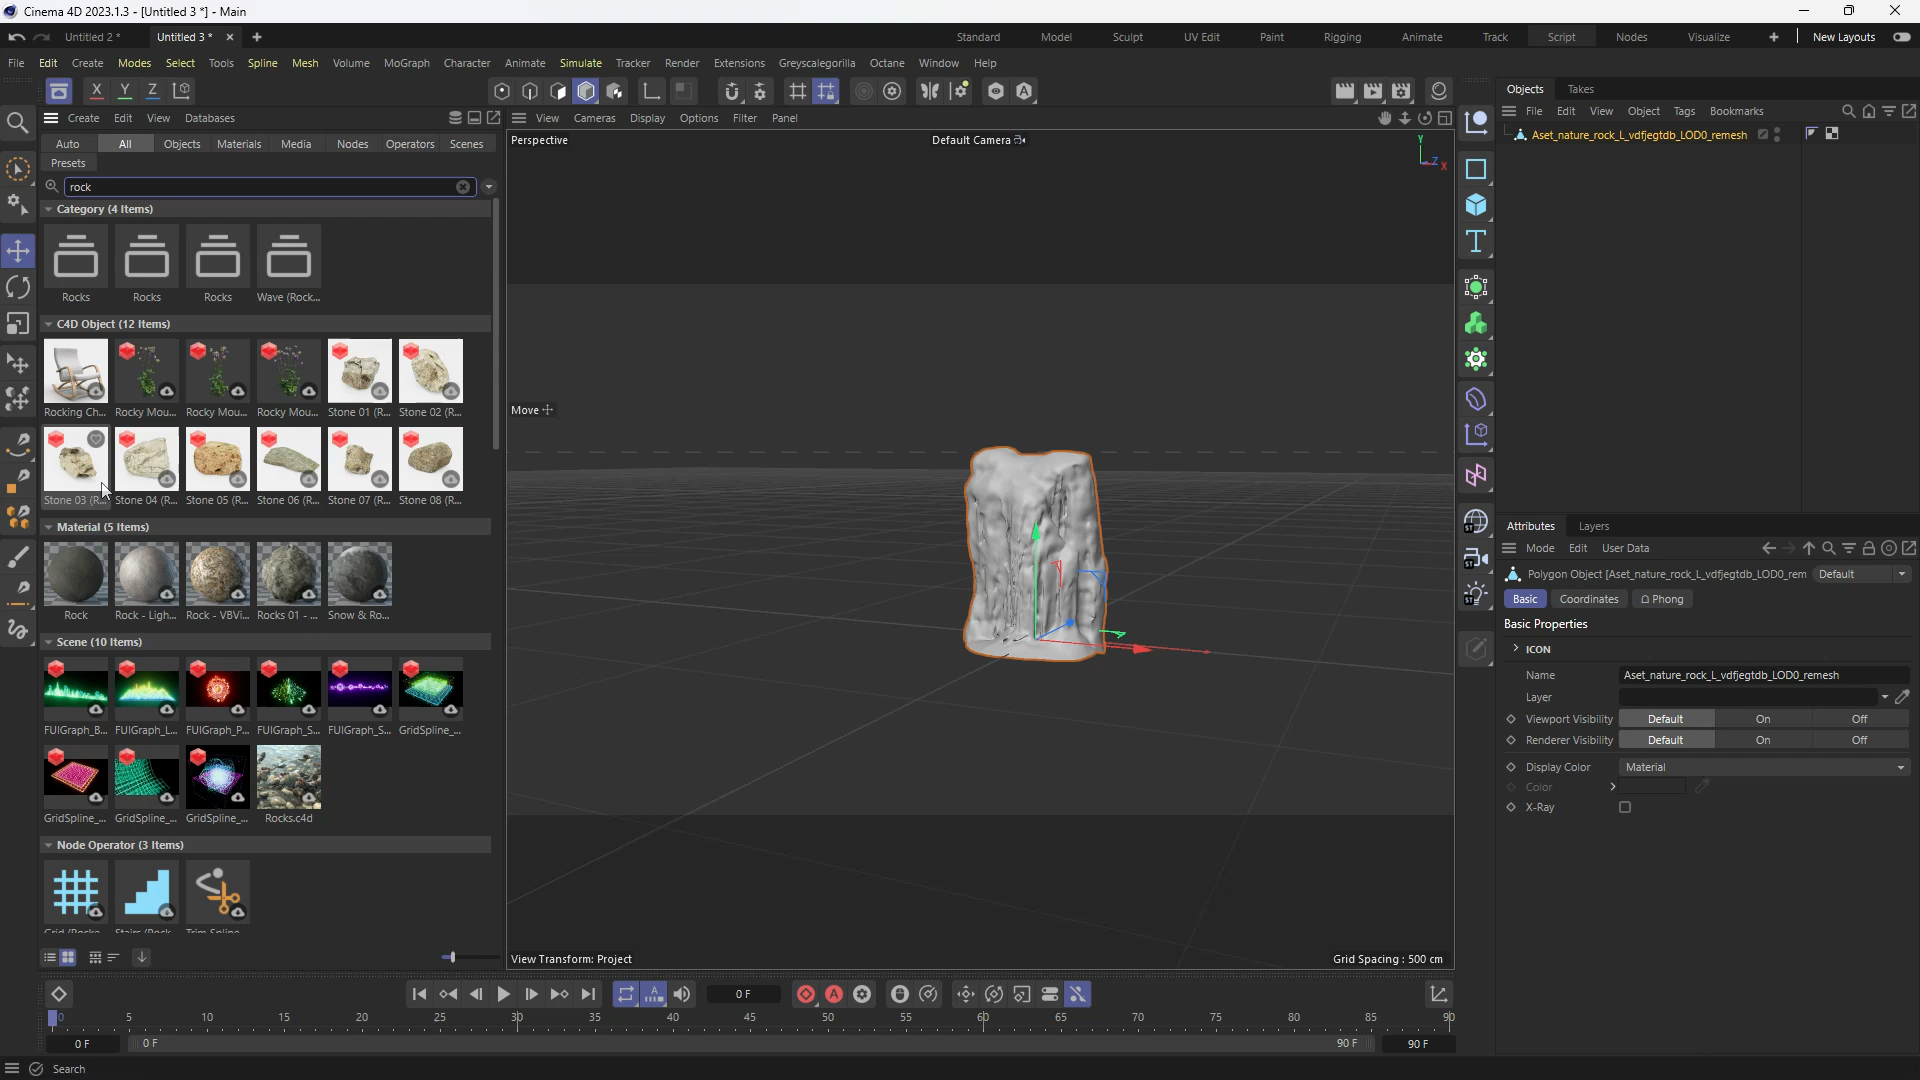 Cinema 4D 2023.1.3 - [Untitled 3 *] - Main
Untitled 2 * Untitled 3 * Standard Model Sculpt UV Edit Paint Rigging Animate Track Script Nodes Visualize New Layouts
File Edit Create Modes Select Tools Spline Mesh Volume MoGraph Character Animate Simulate Tracker Render Extensions Greyscalegorilla Octane Window Help
X Y Z
Create Edit View Databases
Auto All Objects Materials Media Nodes Operators Scenes
Presets
rock
Category (4 Items)
Rocks Rocks Rocks Wave (Rock...
C4D Object (12 Items)
Rocking Ch... Rocky Mou... Rocky Mou... Rocky Mou... Stone 01 (R... Stone 02 (R...
Stone 03 (R... Stone 04 (R... Stone 05 (R... Stone 06 (R... Stone 07 (R... Stone 08 (R...
Material (5 Items)
Rock Rock - Ligh... Rock - VBVi... Rocks 01 - ... Snow & Ro...
Scene (10 Items)
FUIGraph_B... FUIGraph_L... FUIGraph_P... FUIGraph_S... FUIGraph_S... GridSpline_...
GridSpline_... GridSpline_... GridSpline_... Rocks.c4d
Node Operator (3 Items)
View Cameras Display Options Filter Panel
Perspective
Default Camera
Y
Z
X
Move
View Transform: Project
Grid Spacing : 500 cm
Objects Takes
File Edit View Object Tags Bookmarks
Aset_nature_rock_L_vdfjegtdb_LOD0_remesh
Attributes Layers
Mode Edit User Data
Polygon Object [Aset_nature_rock_L_vdfjegtdb_LOD0_rem Default
Basic Coordinates Phong
Basic Properties
ICON
Name Aset_nature_rock_L_vdfjegtdb_LOD0_remesh
Layer
Viewport Visibility Default On Off
Renderer Visibility Default On Off
Display Color Material
Color
X-Ray
0 F
0 5 10 15 20 25 30 35 40 45 50 55 60 65 70 75 80 85 90
0 F 0 F 90 F 90 F
Search